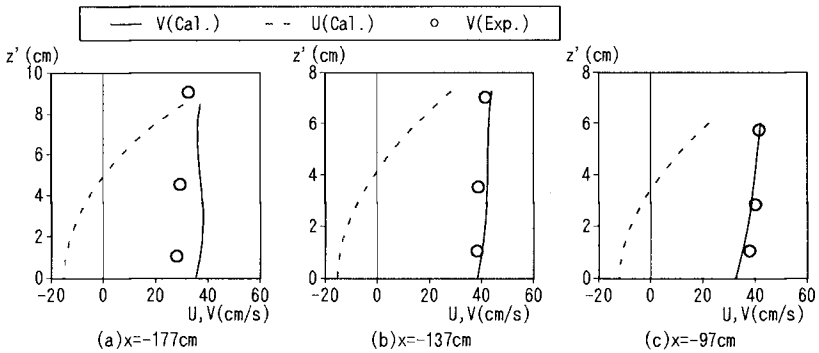 V(Cal.) U(Cal.) V(Exp.)
z'(cm) z'(cm) z'(cm)
10 8 8
8 6 6
6 4 4
4 2 2
2 0 0
0
-20 0 20 40 60 -20 0 20 40 60 -20 0 20 40 60
U,V(cm/s) U,V(cm/s) U,V(cm/s)
(a)x=-177cm (b)x=-137cm (c)x=-97cm